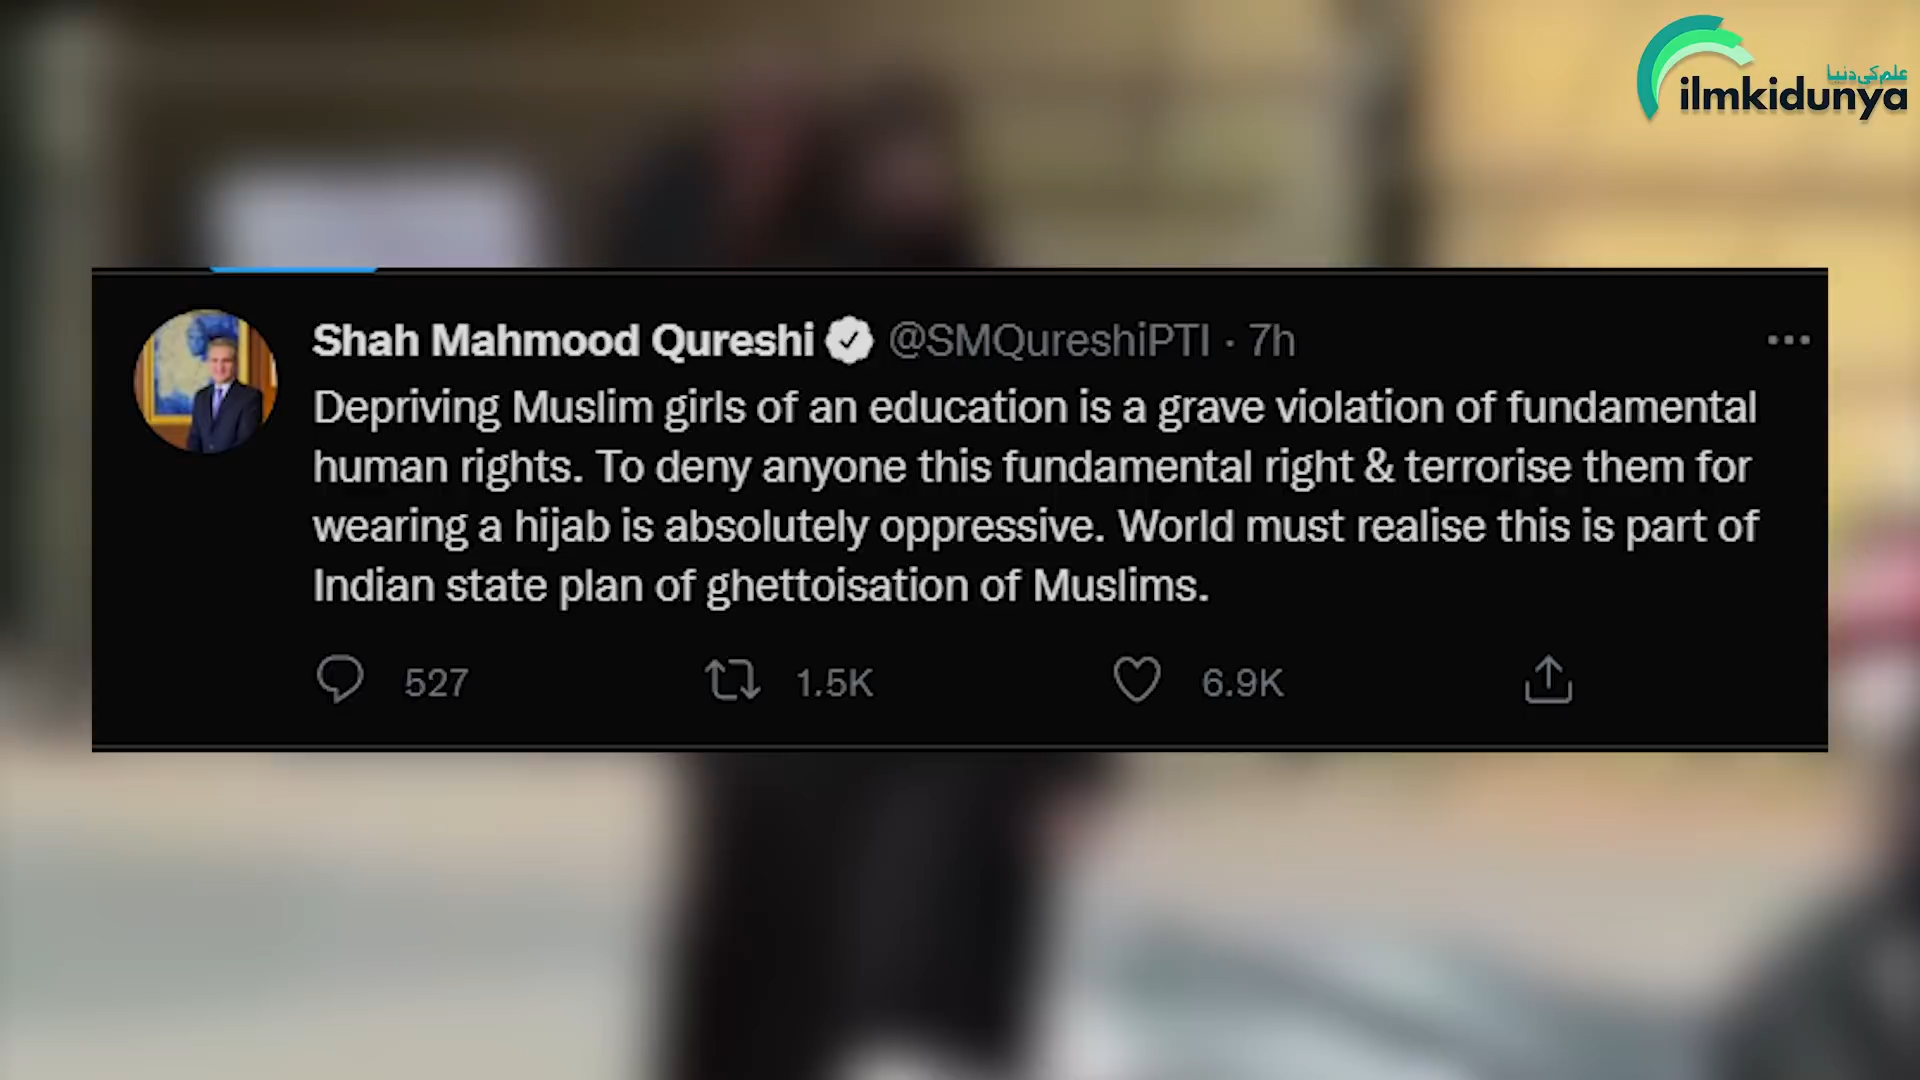 علم کی دنیا
ilmkidunya
Shah Mahmood Qureshi @SMQureshiPTI · 7h
Depriving Muslim girls of an education is a grave violation of fundamental
human rights. To deny anyone this fundamental right & terrorise them for
wearing a hijab is absolutely oppressive. World must realise this is part of
Indian state plan of ghettoisation of Muslims.
527 1.5K 6.9K